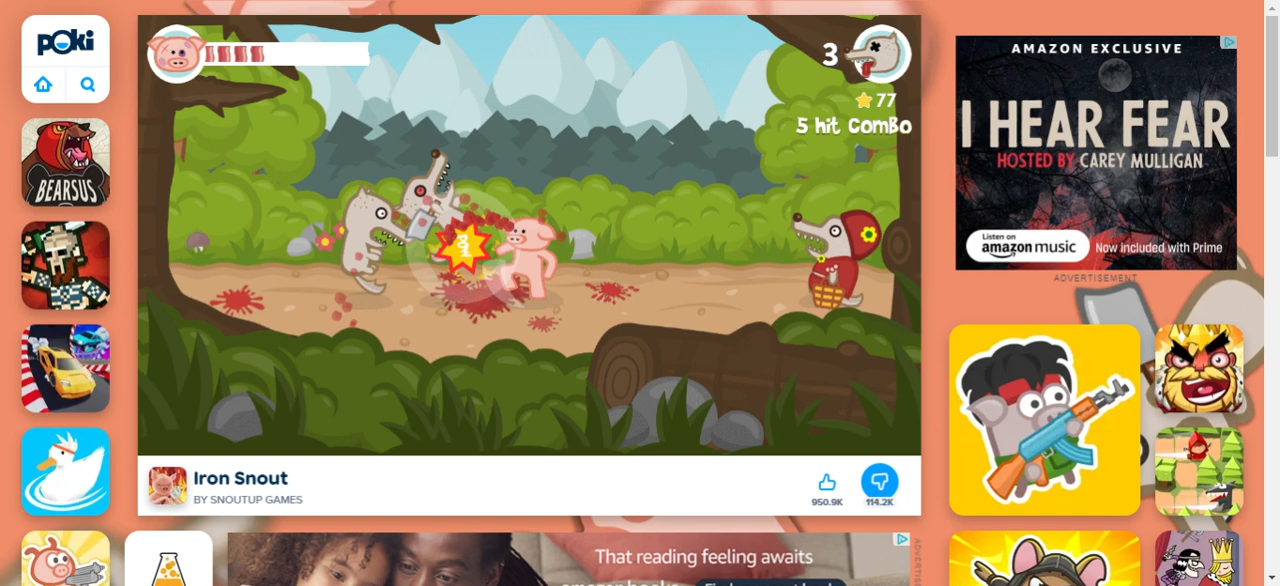 poki
3
77
5 hit combo
BEARSUS
Iron Snout
BY SNOUTUP GAMES
950.9K
114.2K
AMAZON EXCLUSIVE
I HEAR FEAR
HOSTED BY CAREY MULLIGAN
Listen on
amazon music
Now included with Prime
ADVERTISEMENT
That reading feeling awaits